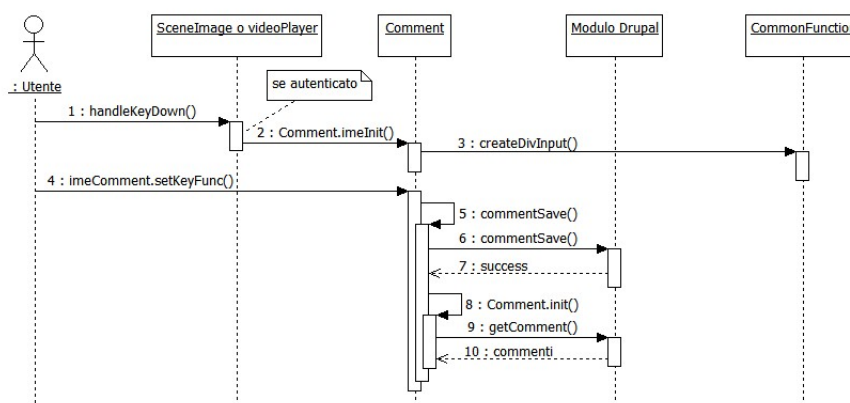 SceneImage o videoPlayer
Comment
Modulo Drupal
CommonFunction
: Utente
se autenticato
1 : handleKeyDown()
2 : Comment.imeInit()
3 : createDivInput()
4 : imeComment.setKeyFunc()
5 : commentSave()
6 : commentSave()
7 : success
8 : Comment.init()
9 : getComment()
10 : commenti